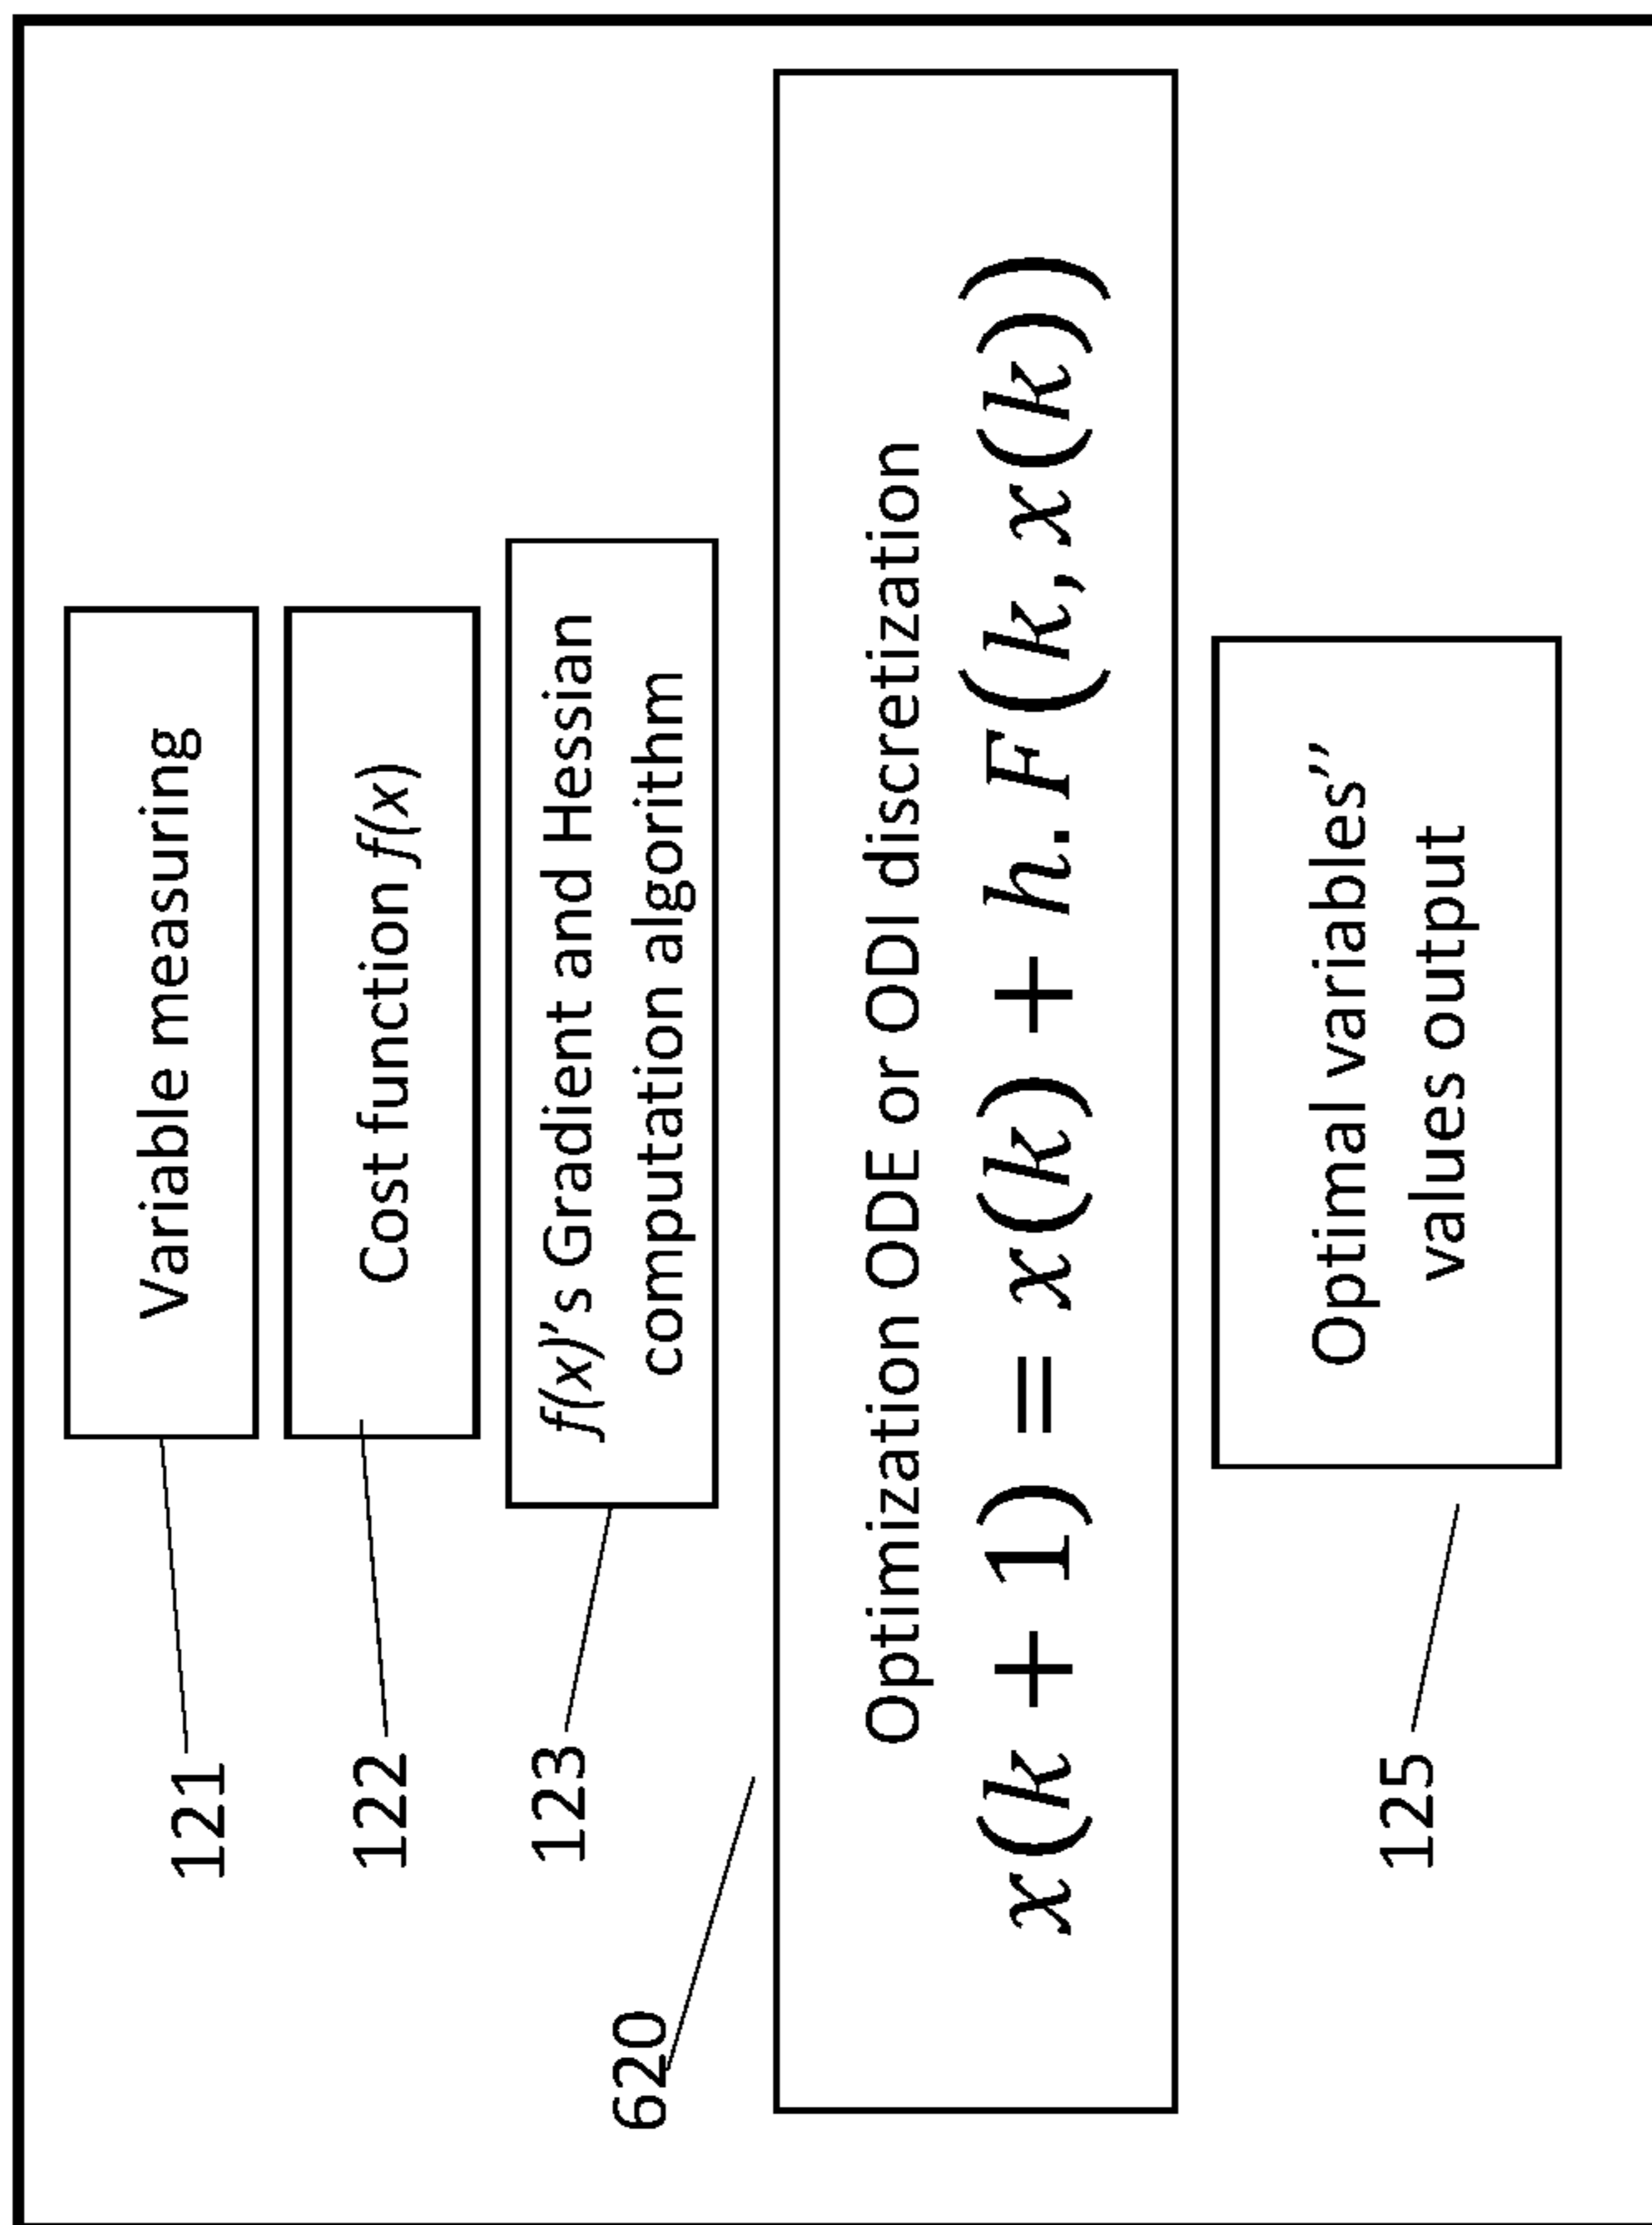 121
Variable measuring
122
Cost function f(x)
123
f(x)'s Gradient and Hessian
computation algorithm
620
Optimization ODE or ODI discretization
x(k + 1) = x(k) + h.F(k, x(k))
125
Optimal variables''
values output